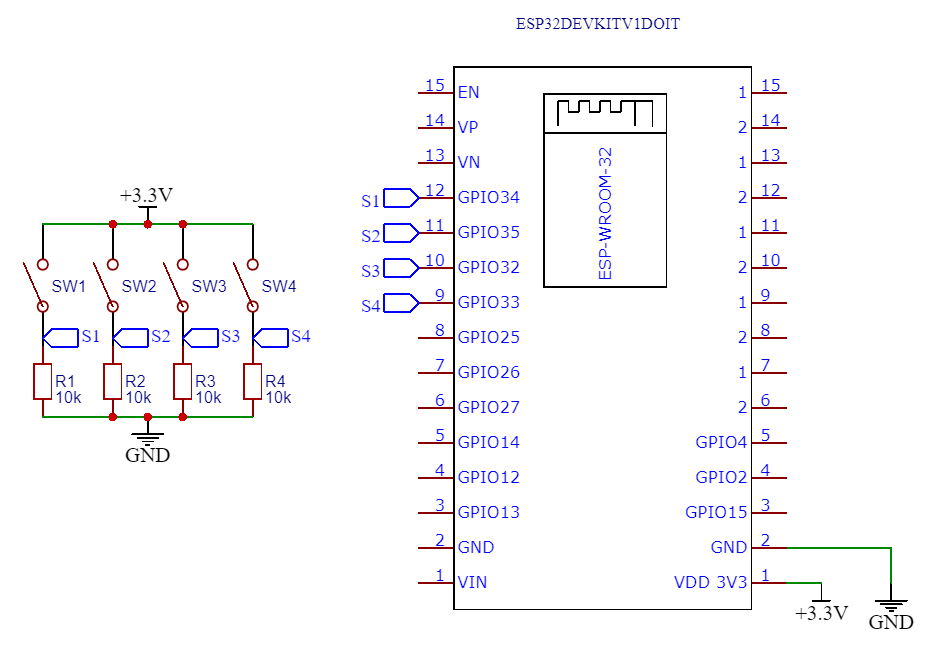 ESP32DEVKITV1DOIT
+3.3V
SW1 SW2 SW3 SW4
S1 S2 S3 S4
R1 R2 R3 R4
10k 10k 10k 10k
GND
15 EN 1 15
14 VP 2 14
13 VN 1 13
S1 12 GPIO34 2 12
S2 11 GPIO35 1 11
S3 10 GPIO32 2 10
S4 9 GPIO33 1 9
8 GPIO25 2 8
7 GPIO26 1 7
6 GPIO27 2 6
5 GPIO14 GPIO4 5
4 GPIO12 GPIO2 4
3 GPIO13 GPIO15 3
2 GND GND 2
1 VIN VDD 3V3 1
ESP-WROOM-32
+3.3V
GND